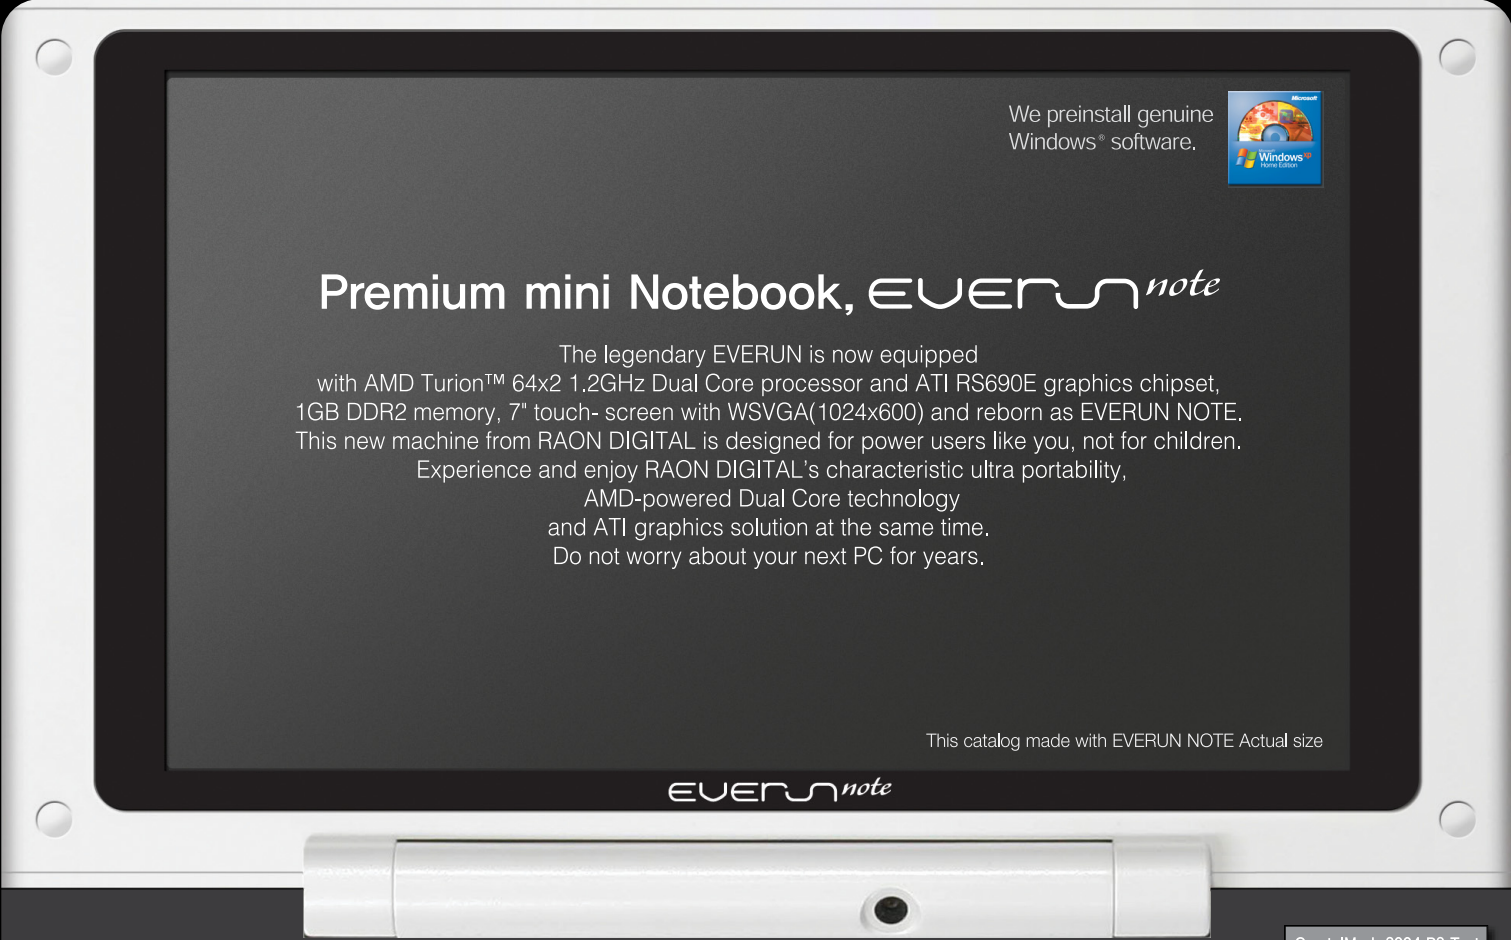 We preinstall genuine
Windows® software.
Microsoft
Microsoft
Windows xp
Home Edition
Premium mini Notebook, EVERUN note
The legendary EVERUN is now equipped
with AMD Turion™ 64x2 1.2GHz Dual Core processor and ATI RS690E graphics chipset,
1GB DDR2 memory, 7" touch- screen with WSVGA(1024x600) and reborn as EVERUN NOTE.
This new machine from RAON DIGITAL is designed for power users like you, not for children.
Experience and enjoy RAON DIGITAL's characteristic ultra portability,
AMD-powered Dual Core technology
and ATI graphics solution at the same time.
Do not worry about your next PC for years.
This catalog made with EVERUN NOTE Actual size
EVERUN note